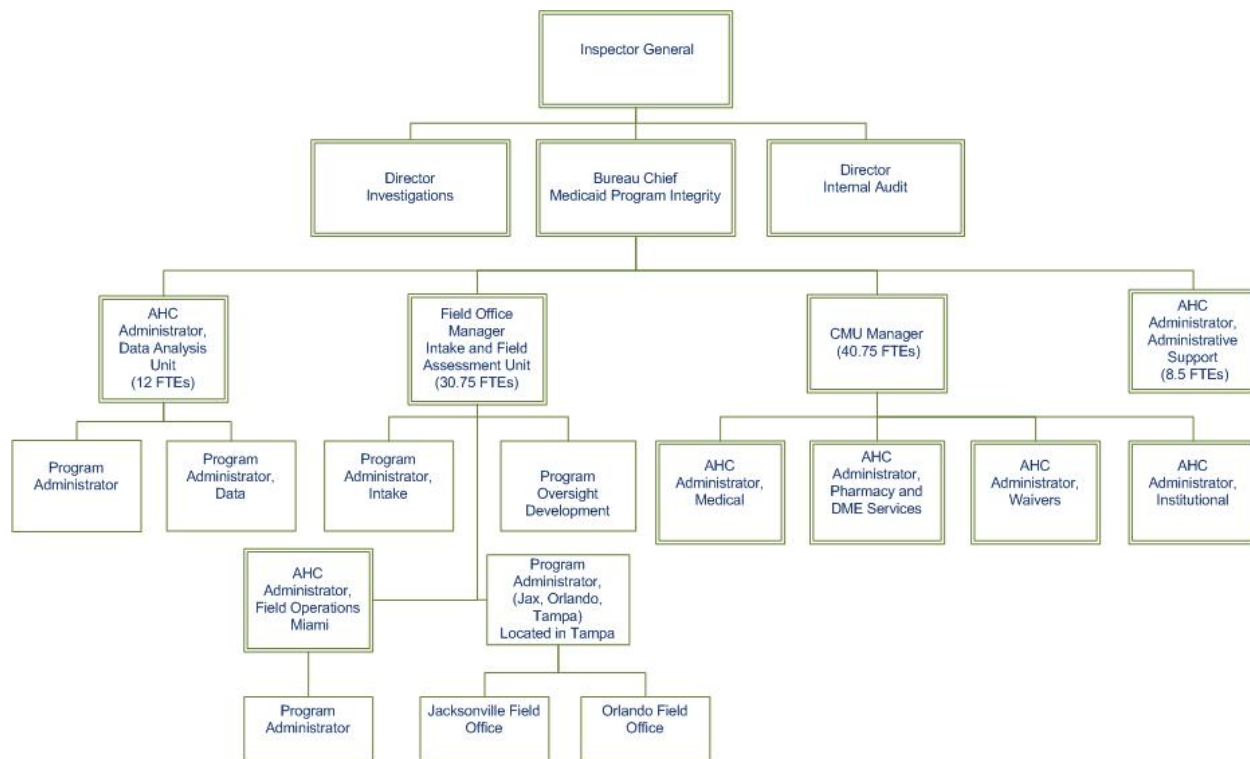 Inspector General
Director
Investigations
Bureau Chief
Medicaid Program Integrity
Director
Internal Audit
AHC
Administrator,
Data Analysis
Unit
(12 FTEs)
Field Office
Manager
Intake and Field
Assessment Unit
(30.75 FTEs)
CMU Manager
(40.75 FTEs)
AHC
Administrator,
Administrative
Support
(8.5 FTEs)
Program
Administrator
Program
Administrator,
Data
Program
Administrator,
Intake
Program
Oversight
Development
AHC
Administrator,
Medical
AHC
Administrator,
Pharmacy and
DME Services
AHC
Administrator,
Waivers
AHC
Administrator,
Institutional
AHC
Administrator,
Field Operations
Miami
Program
Administrator,
(Jax, Orlando,
Tampa)
Located in Tampa
Program
Administrator
Jacksonville Field
Office
Orlando Field
Office